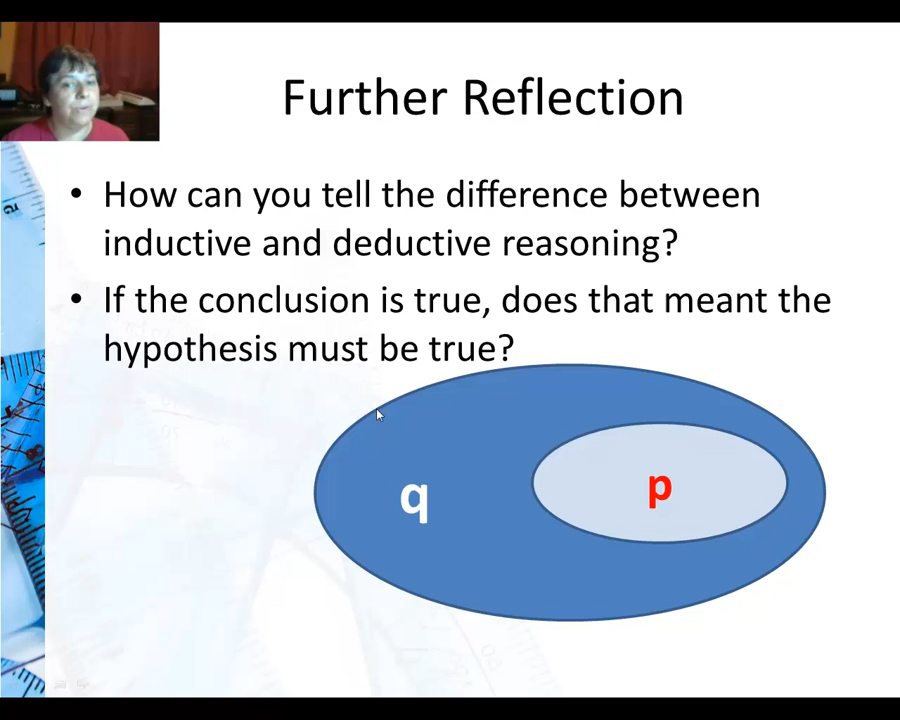 Further Reflection
• How can you tell the difference between
inductive and deductive reasoning?
• If the conclusion is true, does that meant the
hypothesis must be true?
q
p